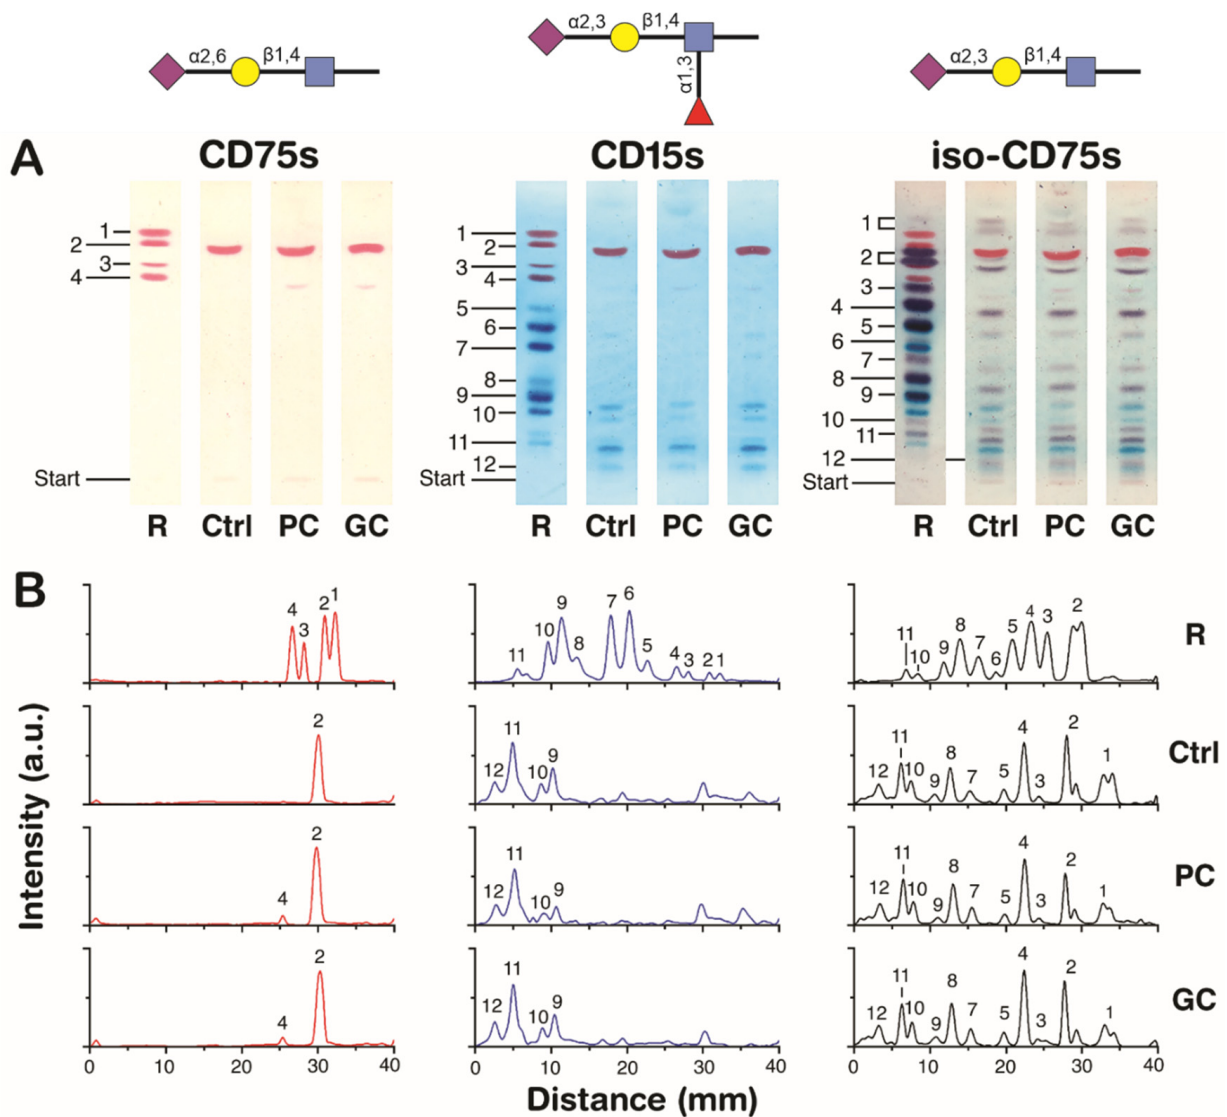 α2,6 β1,4
α2,3 β1,4
α1,3
α2,3 β1,4
A
CD75s
CD15s
iso-CD75s
1
2
3
4
Start
R Ctrl PC GC
1
2
3
4
5
6
7
8
9
10
11
12
Start
R Ctrl PC GC
1
2
3
4
5
6
7
8
9
10
11
12
Start
R Ctrl PC GC
B
Intensity (a.u.)
4 3 2 1
11 10 9 8 7 6 5 4 3 2 1
11 10 9 8 7 6 5 4 3 2
R
2
12 11 10 9
12 11 10 9 8 7 5 4 3 2 1
Ctrl
4 2
12 11 10 9
12 11 10 9 8 7 5 4 3 2 1
PC
4 2
12 11 10 9
12 11 10 9 8 7 5 4 3 2 1
GC
0 10 20 30 40
0 10 20 30 40
0 10 20 30 40
Distance (mm)